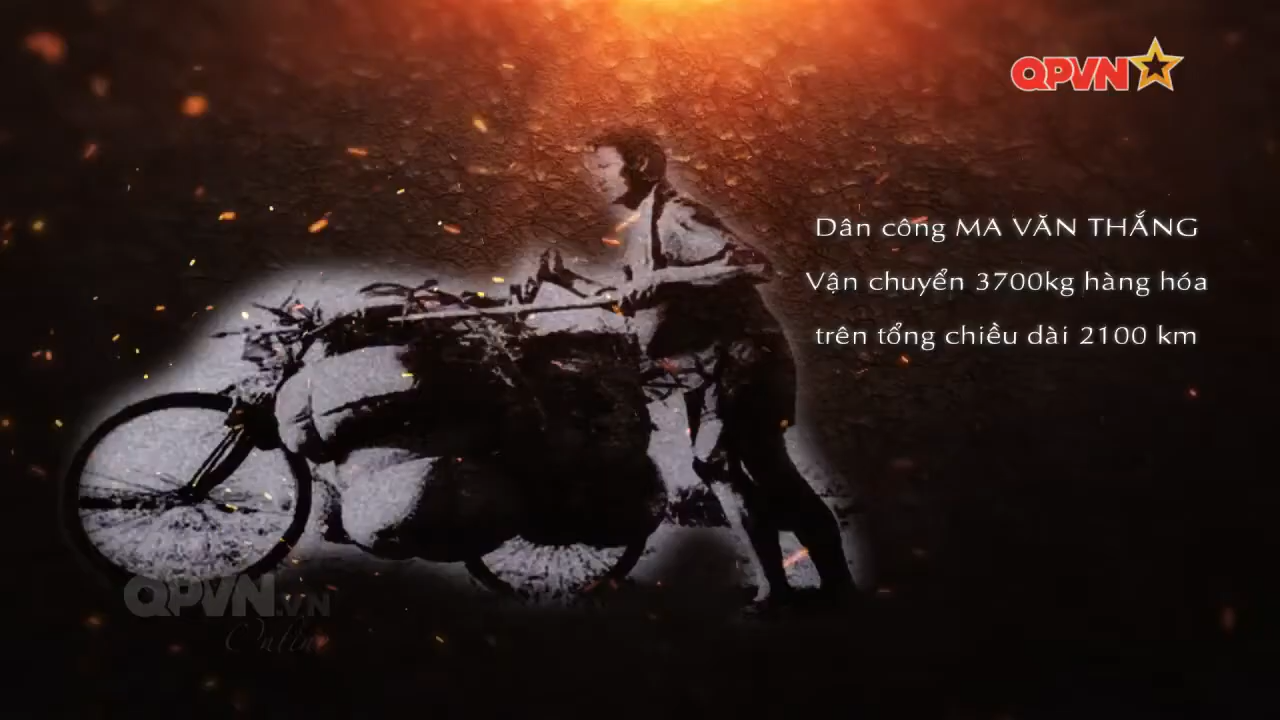 QPVN
Dân công MA VĂN THẮNG
Vận chuyển 3700kg hàng hóa
trên tổng chiều dài 2100 km
QPVN.VN
Online